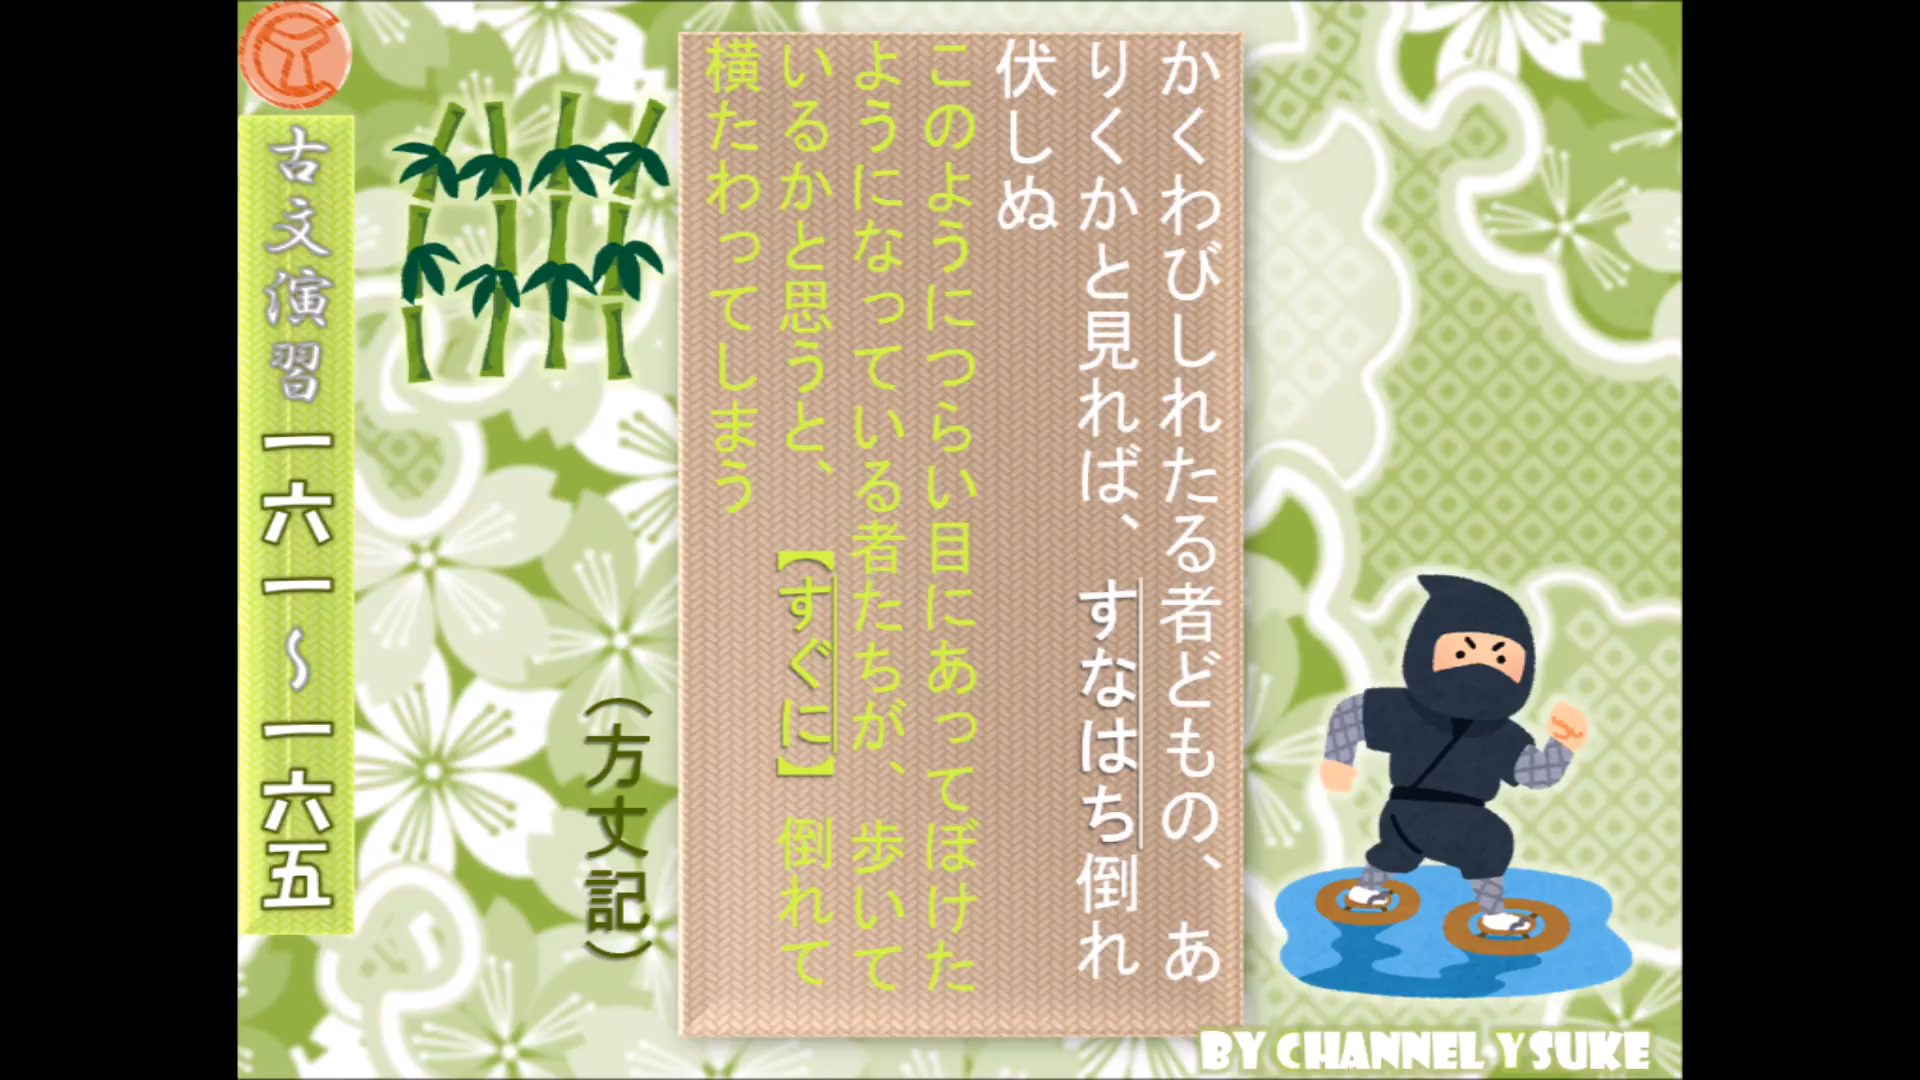 かくわびしれたる者どもの、あ
りくかと見れば、すなはち倒れ
伏しぬ
このようにつらい目にあってぼけた
ようになっている者たちが、歩いて
いるかと思うと、【すぐに】倒れて
横たわってしまう
（方丈記）
古文演習一六一～一六五
BY CHANNEL YSUKE